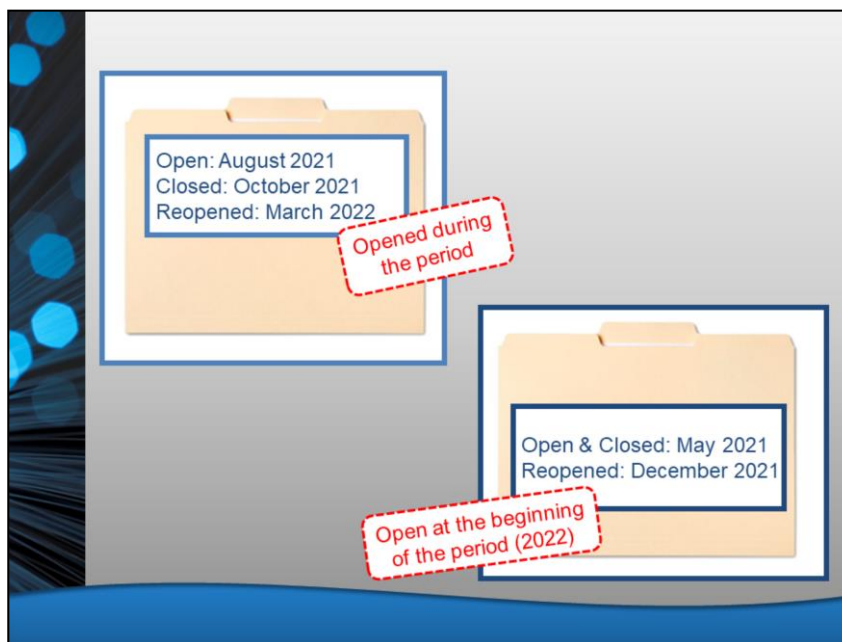 Open: August 2021
Closed: October 2021
Reopened: March 2022
Opened during
the period
Open & Closed: May 2021
Reopened: December 2021
Open at the beginning
of the period (2022)